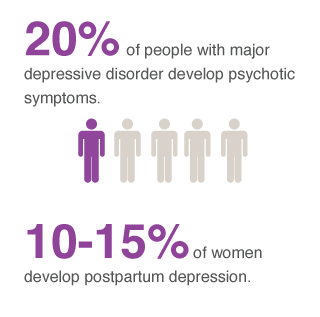 20% of people with major
depressive disorder develop psychotic
symptoms.
10-15% of women
develop postpartum depression.